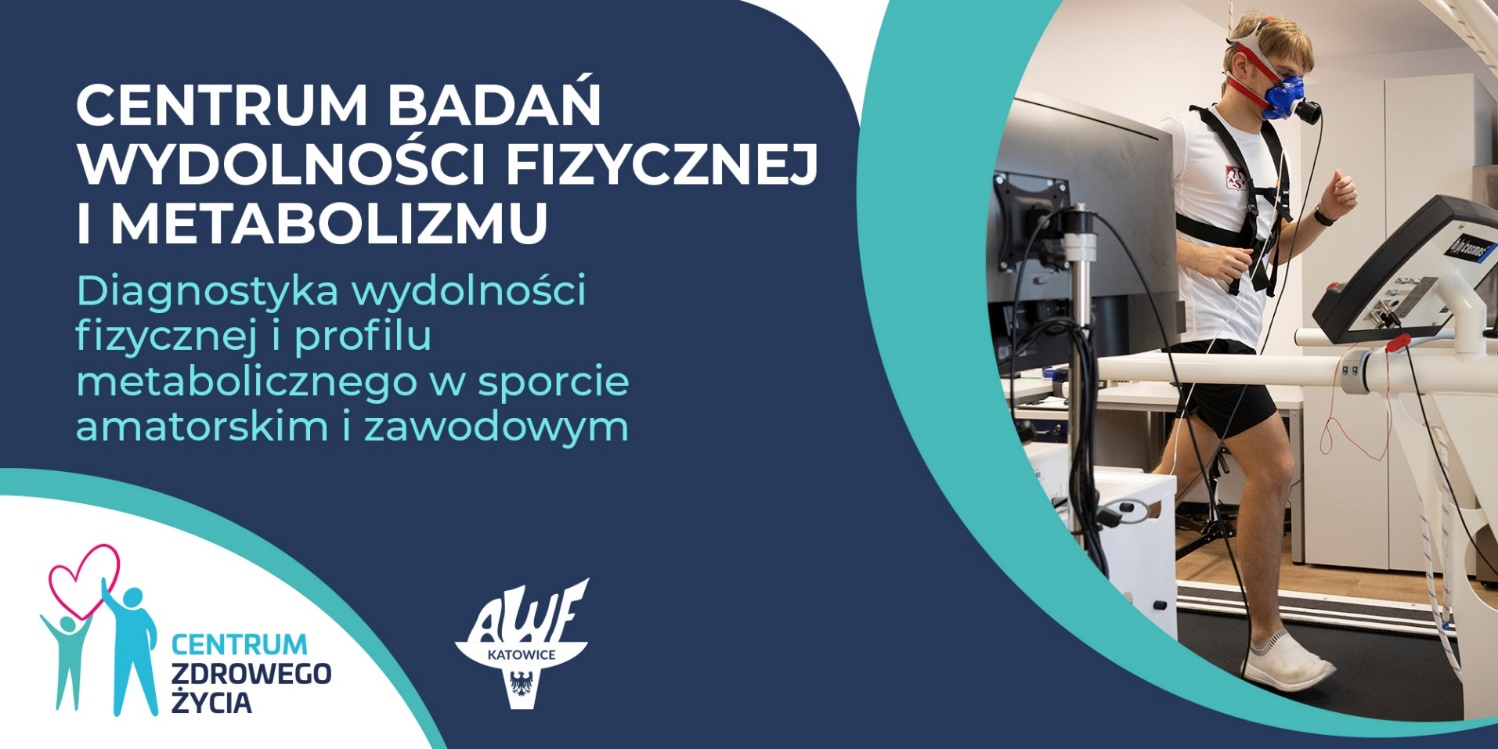 CENTRUM BADAŃ
WYDOLNOŚCI FIZYCZNEJ
I METABOLIZMU
Diagnostyka wydolności
fizycznej i profilu
metabolicznego w sporcie
amatorskim i zawodowym
CENTRUM
ZDROWEGO
ŻYCIA
AWF
KATOWICE